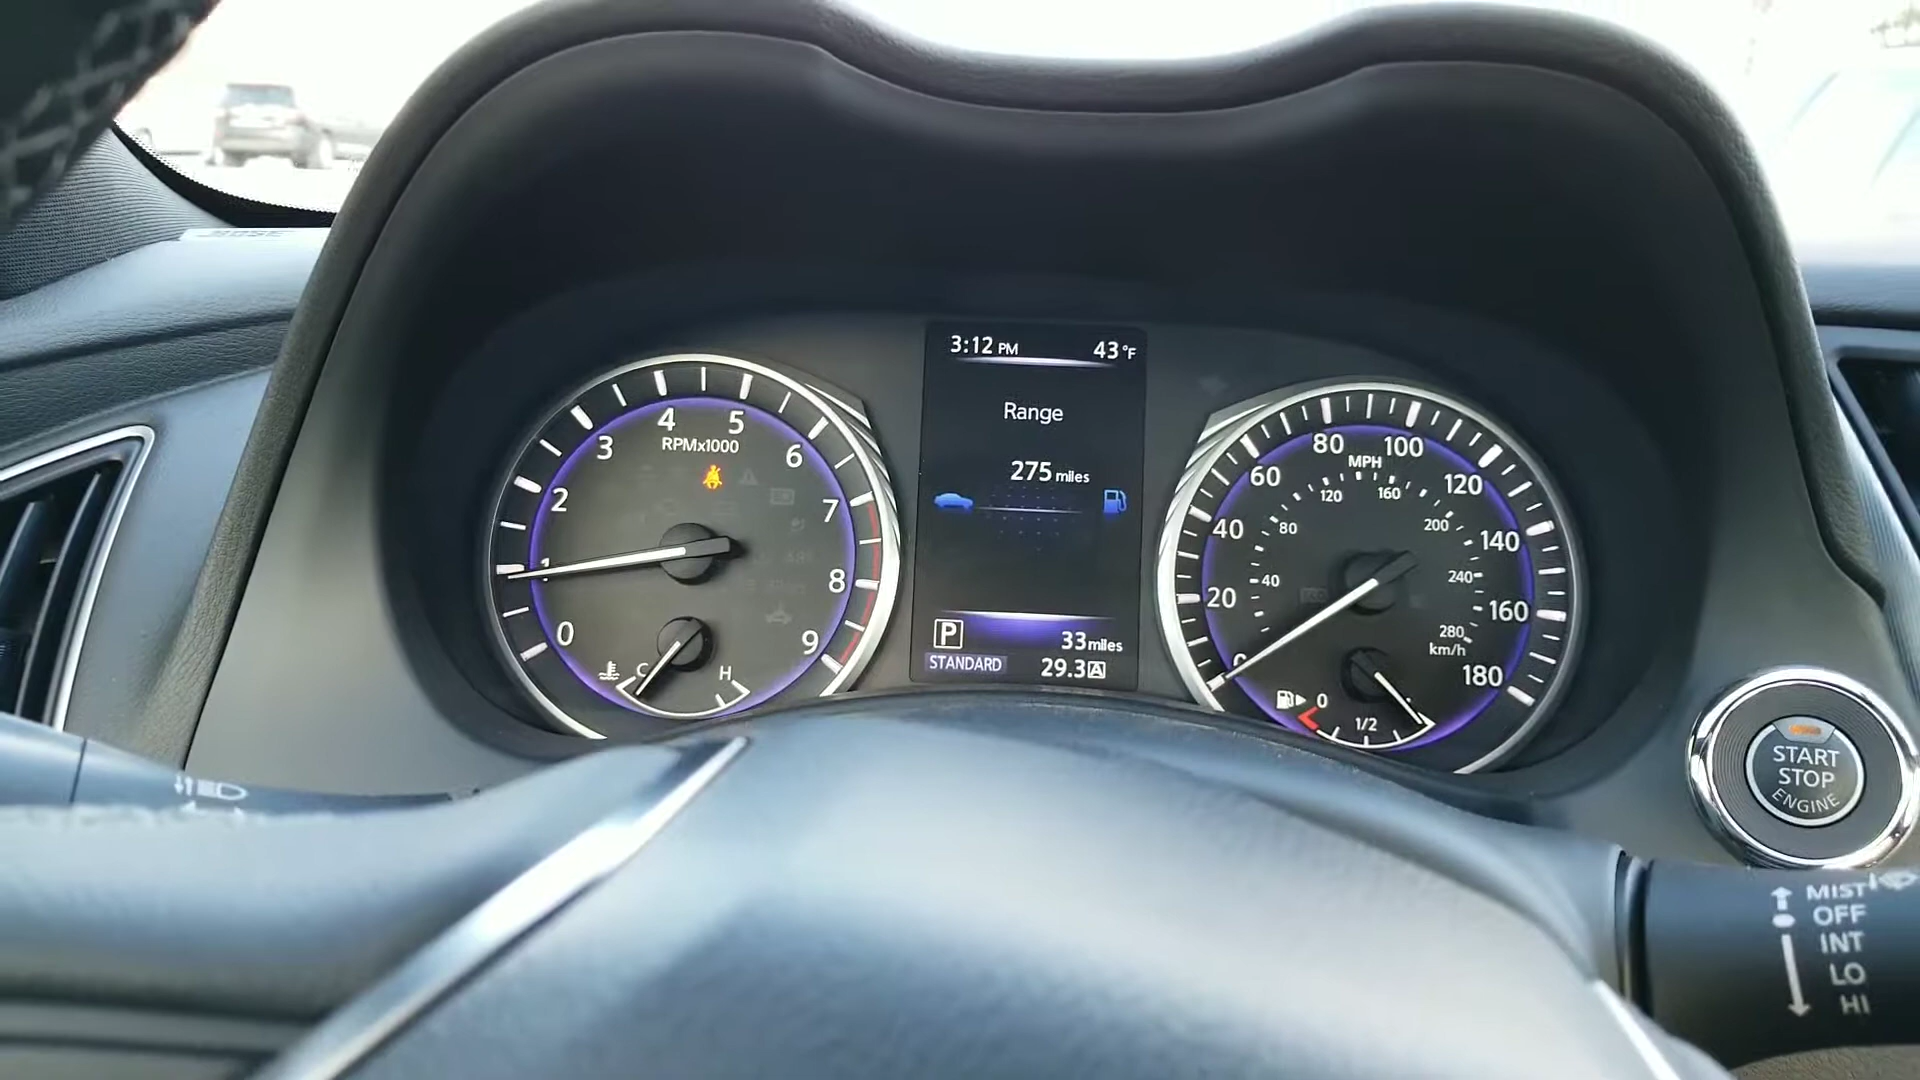 BOSE
3:12 PM 43°F
Range
275 miles
P 33 miles
STANDARD 29.3 A
0 1 2 3 4 5 6 7 8 9
RPMx1000
C H
0 20 40 60 80 100 120 140 160 180
MPH
40 80 120 160 200 240 280
km/h
0 1/2
START
STOP
ENGINE
MIST
OFF
INT
LO
HI